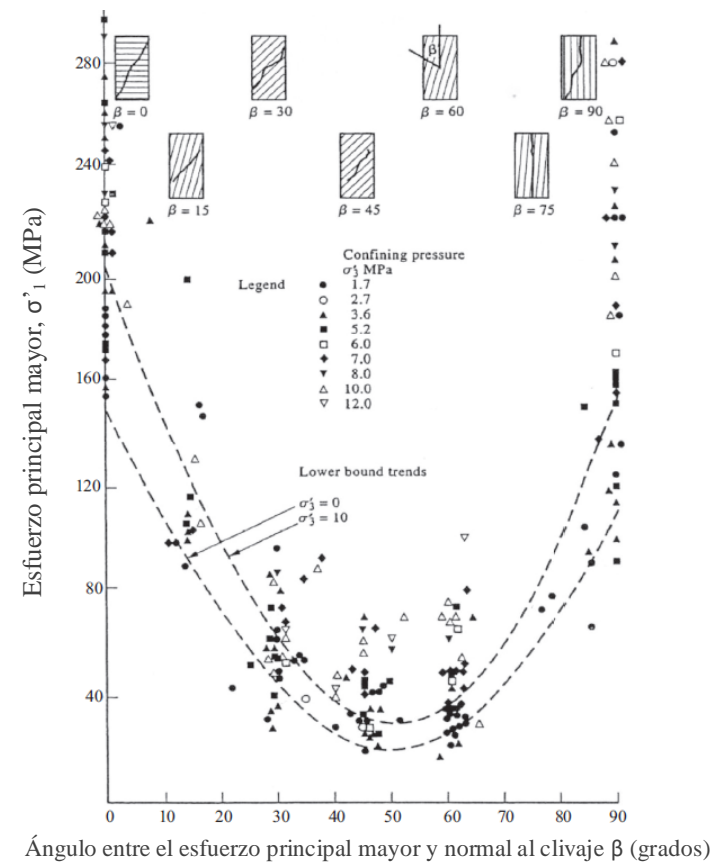 Esfuerzo principal mayor, σ'₁ (MPa)
280
240
200
160
120
80
40
β
β = 0
β = 30
β = 60
β = 90
β = 15
β = 45
β = 75
Confining pressure
σ'₃ MPa
Legend
1.7
2.7
3.6
5.2
6.0
7.0
8.0
10.0
12.0
Lower bound trends
σ'₃ = 0
σ'₃ = 10
0 10 20 30 40 50 60 70 80 90
Ángulo entre el esfuerzo principal mayor y normal al clivaje β (grados)